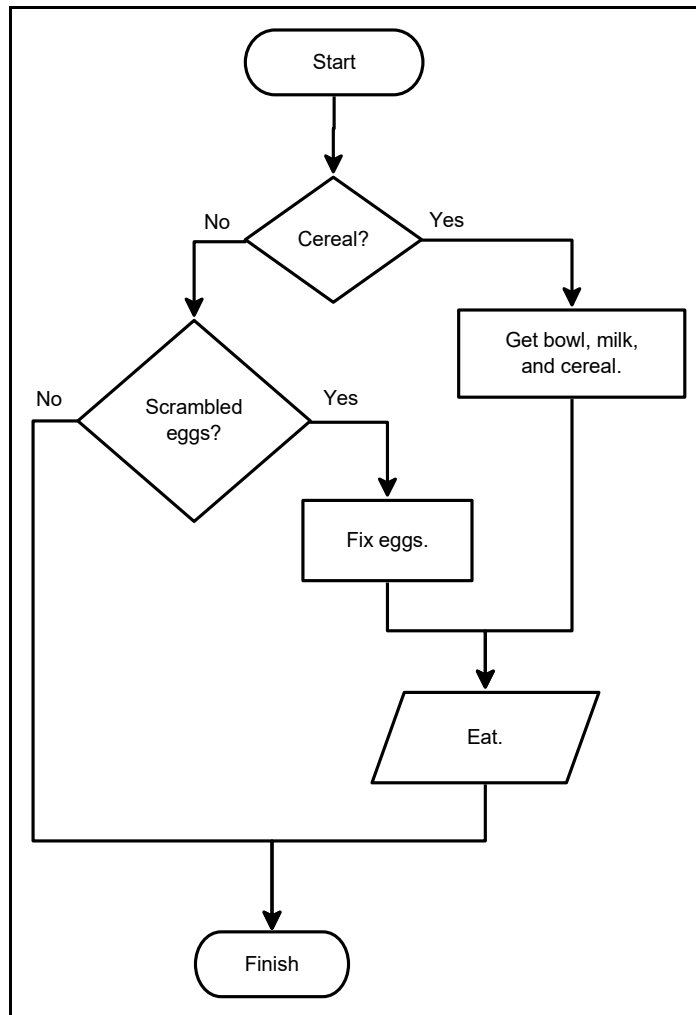 Start
No
Yes
Cereal?
Get bowl, milk,
and cereal.
No
Scrambled
eggs?
Yes
Fix eggs.
Eat.
Finish